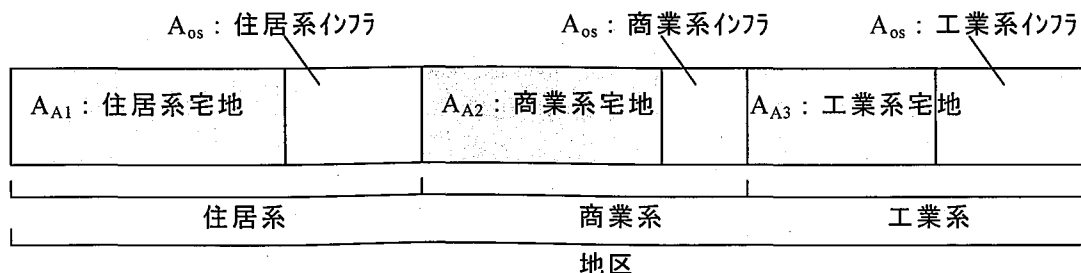 Aos：住居系インフラ Aos：商業系インフラ Aos：工業系インフラ
AA1：住居系宅地 AA2：商業系宅地 AA3：工業系宅地
住居系 商業系 工業系
地区